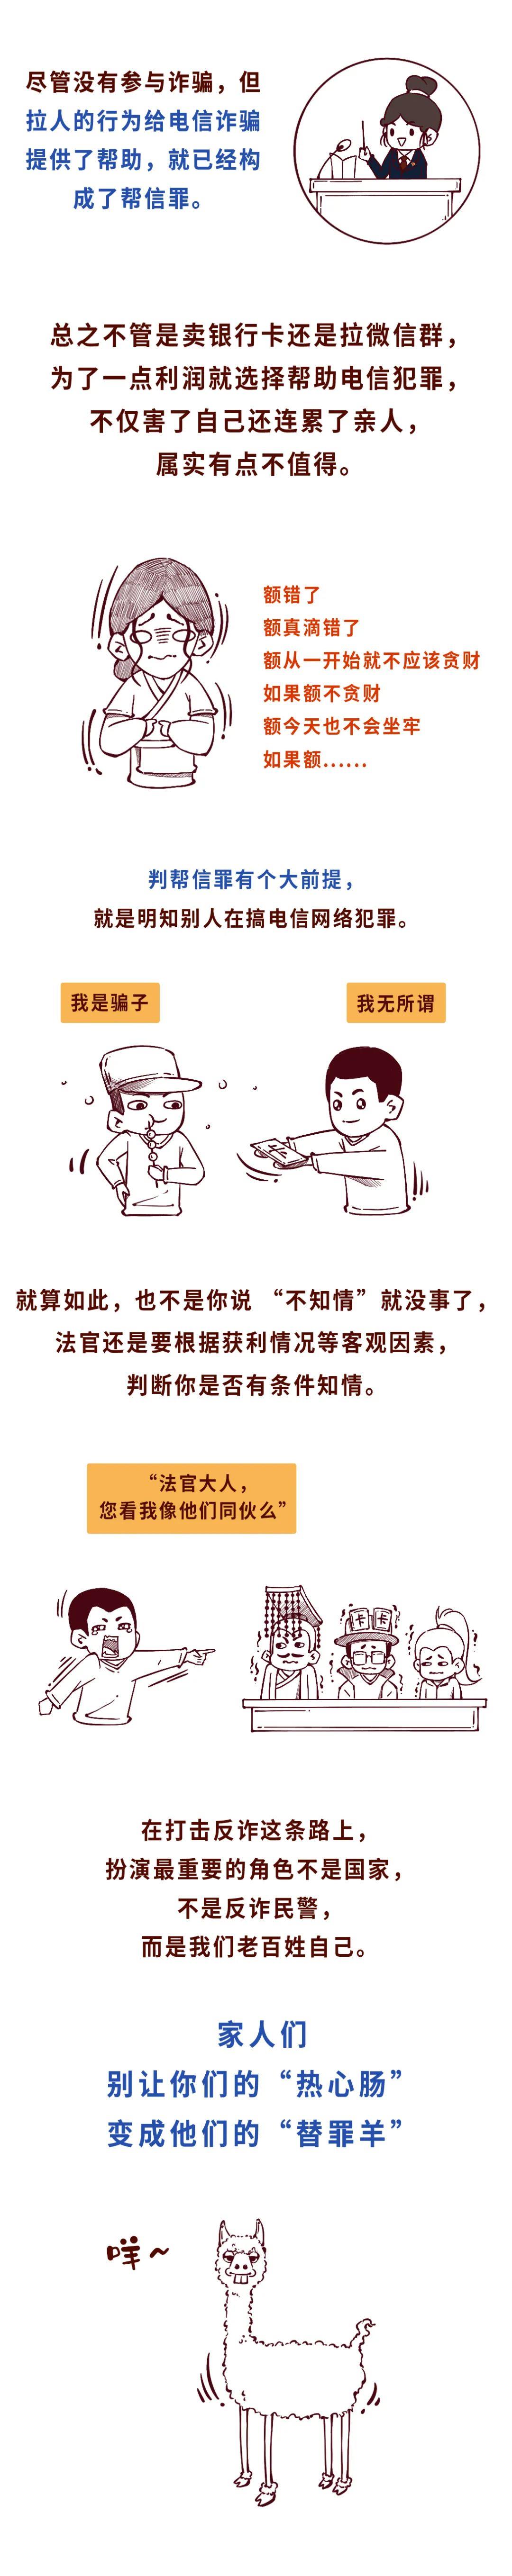 尽管没有参与诈骗，但
拉人的行为给电信诈骗
提供了帮助，就已经构
成了帮信罪。
总之不管是卖银行卡还是拉微信群，
为了一点利润就选择帮助电信犯罪，
不仅害了自己还连累了亲人，
属实有点不值得。
额错了
额真滴错了
额从一开始就不应该贪财
如果额不贪财
额今天也不会坐牢
如果额......
判帮信罪有个大前提，
就是明知别人在搞电信网络犯罪。
我是骗子
我无所谓
卡
就算如此，也不是你说 “不知情”就没事了，
法官还是要根据获利情况等客观因素，
判断你是否有条件知情。
“法官大人，
您看我像他们同伙么”
卡 卡
在打击反诈这条路上，
扮演最重要的角色不是国家，
不是反诈民警，
而是我们老百姓自己。
家人们
别让你们的“热心肠”
变成他们的“替罪羊”
咩~